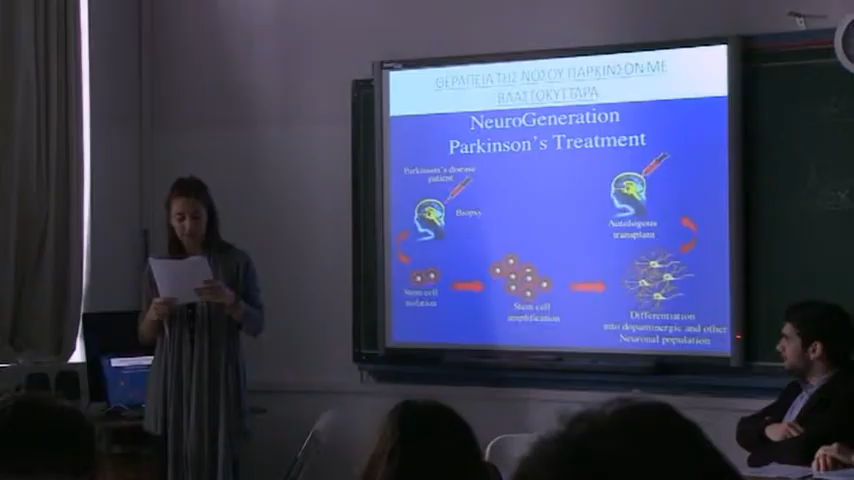 ΘΕΡΑΠΕΙΑ ΤΗΣ ΝΟΣΟΥ ΠΑΡΚΙΝΣΟΝ ΜΕ
ΒΛΑΣΤΟΚΥΤΤΑΡΑ
NeuroGeneration
Parkinson's Treatment
Parkinson's disease
patient
Biopsy
Autologous
transplant
Stem cell
isolation
Stem cell
amplification
Differentiation
into dopaminergic and other
Neuronal population